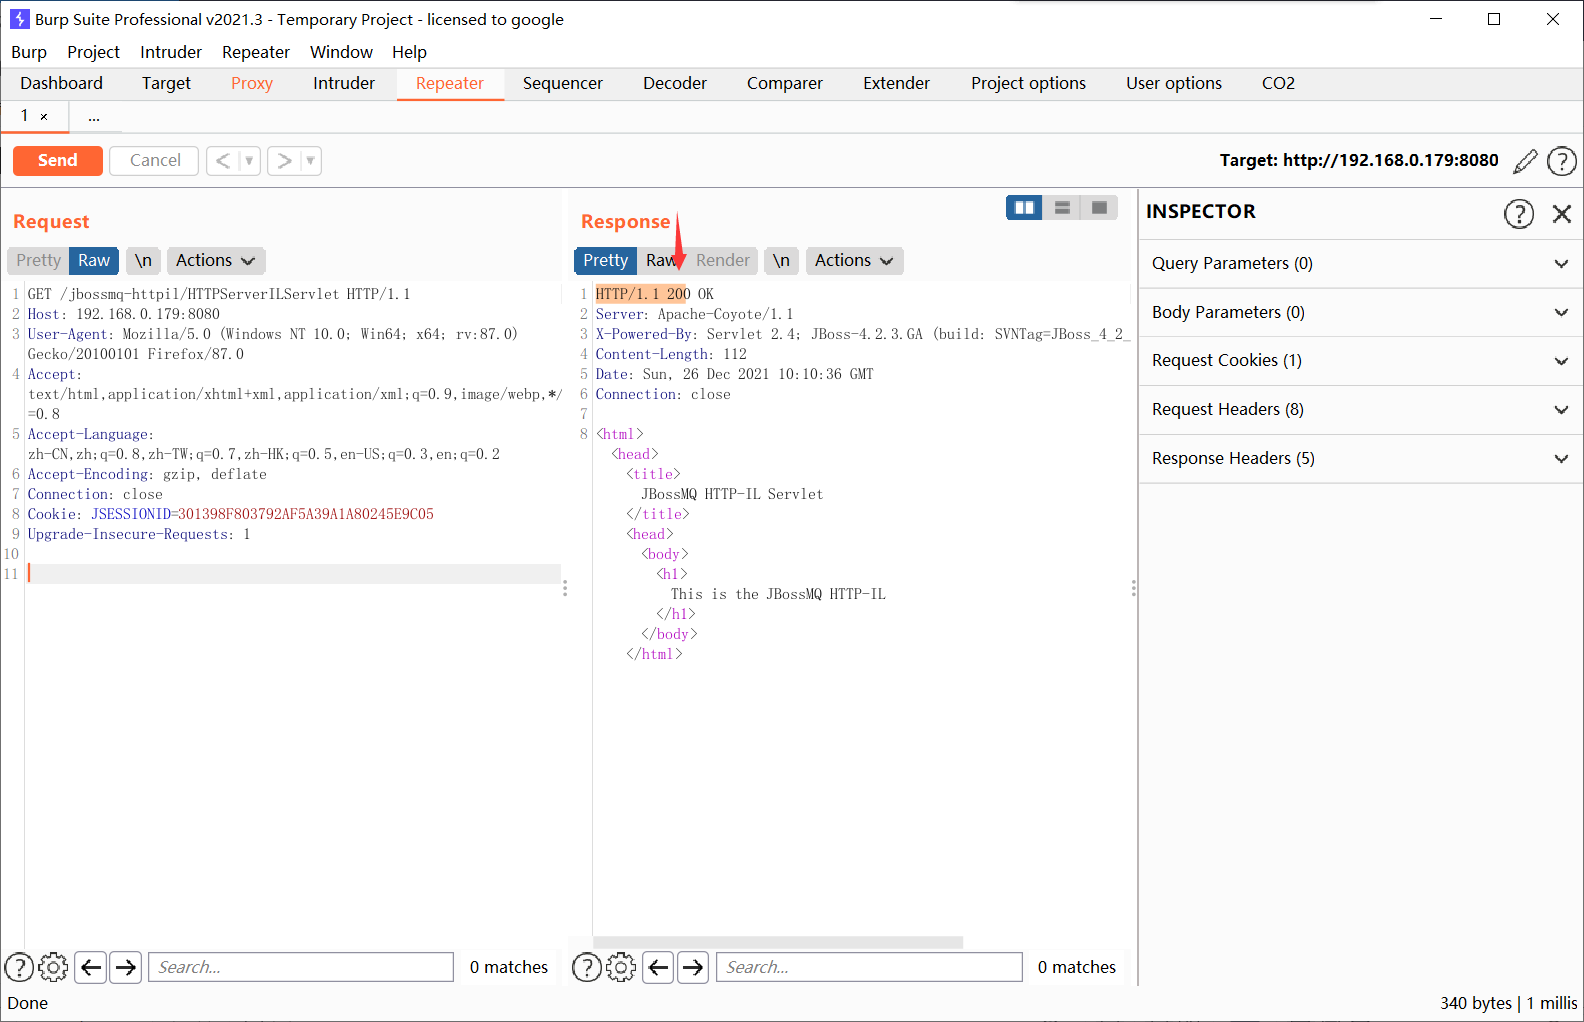 Burp Suite Professional v2021.3 - Temporary Project - licensed to google
Burp Project Intruder Repeater Window Help
Dashboard Target Proxy Intruder Repeater Sequencer Decoder Comparer Extender Project options User options CO2
1 × ...
Send Cancel < > Target: http://192.168.0.179:8080 ?
Request
Pretty Raw \n Actions
1 GET /jbossmq-httpil/HTTPServerILServlet HTTP/1.1
2 Host: 192.168.0.179:8080
3 User-Agent: Mozilla/5.0 (Windows NT 10.0; Win64; x64; rv:87.0)
Gecko/20100101 Firefox/87.0
4 Accept:
text/html,application/xhtml+xml,application/xml;q=0.9,image/webp,*/
=0.8
5 Accept-Language:
zh-CN,zh;q=0.8,zh-TW;q=0.7,zh-HK;q=0.5,en-US;q=0.3,en;q=0.2
6 Accept-Encoding: gzip, deflate
7 Connection: close
8 Cookie: JSESSIONID=301398F803792AF5A39A1A80245E9C05
9 Upgrade-Insecure-Requests: 1
10
11
? Search... 0 matches
Response
Pretty Raw Render \n Actions
1 HTTP/1.1 200 OK
2 Server: Apache-Coyote/1.1
3 X-Powered-By: Servlet 2.4; JBoss-4.2.3.GA (build: SVNTag=JBoss_4_2_
4 Content-Length: 112
5 Date: Sun, 26 Dec 2021 10:10:36 GMT
6 Connection: close
7
8 <html>
<head>
<title>
JBossMQ HTTP-IL Servlet
</title>
<head>
<body>
<h1>
This is the JBossMQ HTTP-IL
</h1>
</body>
</html>
? Search... 0 matches
INSPECTOR ?
Query Parameters (0)
Body Parameters (0)
Request Cookies (1)
Request Headers (8)
Response Headers (5)
Done 340 bytes | 1 millis